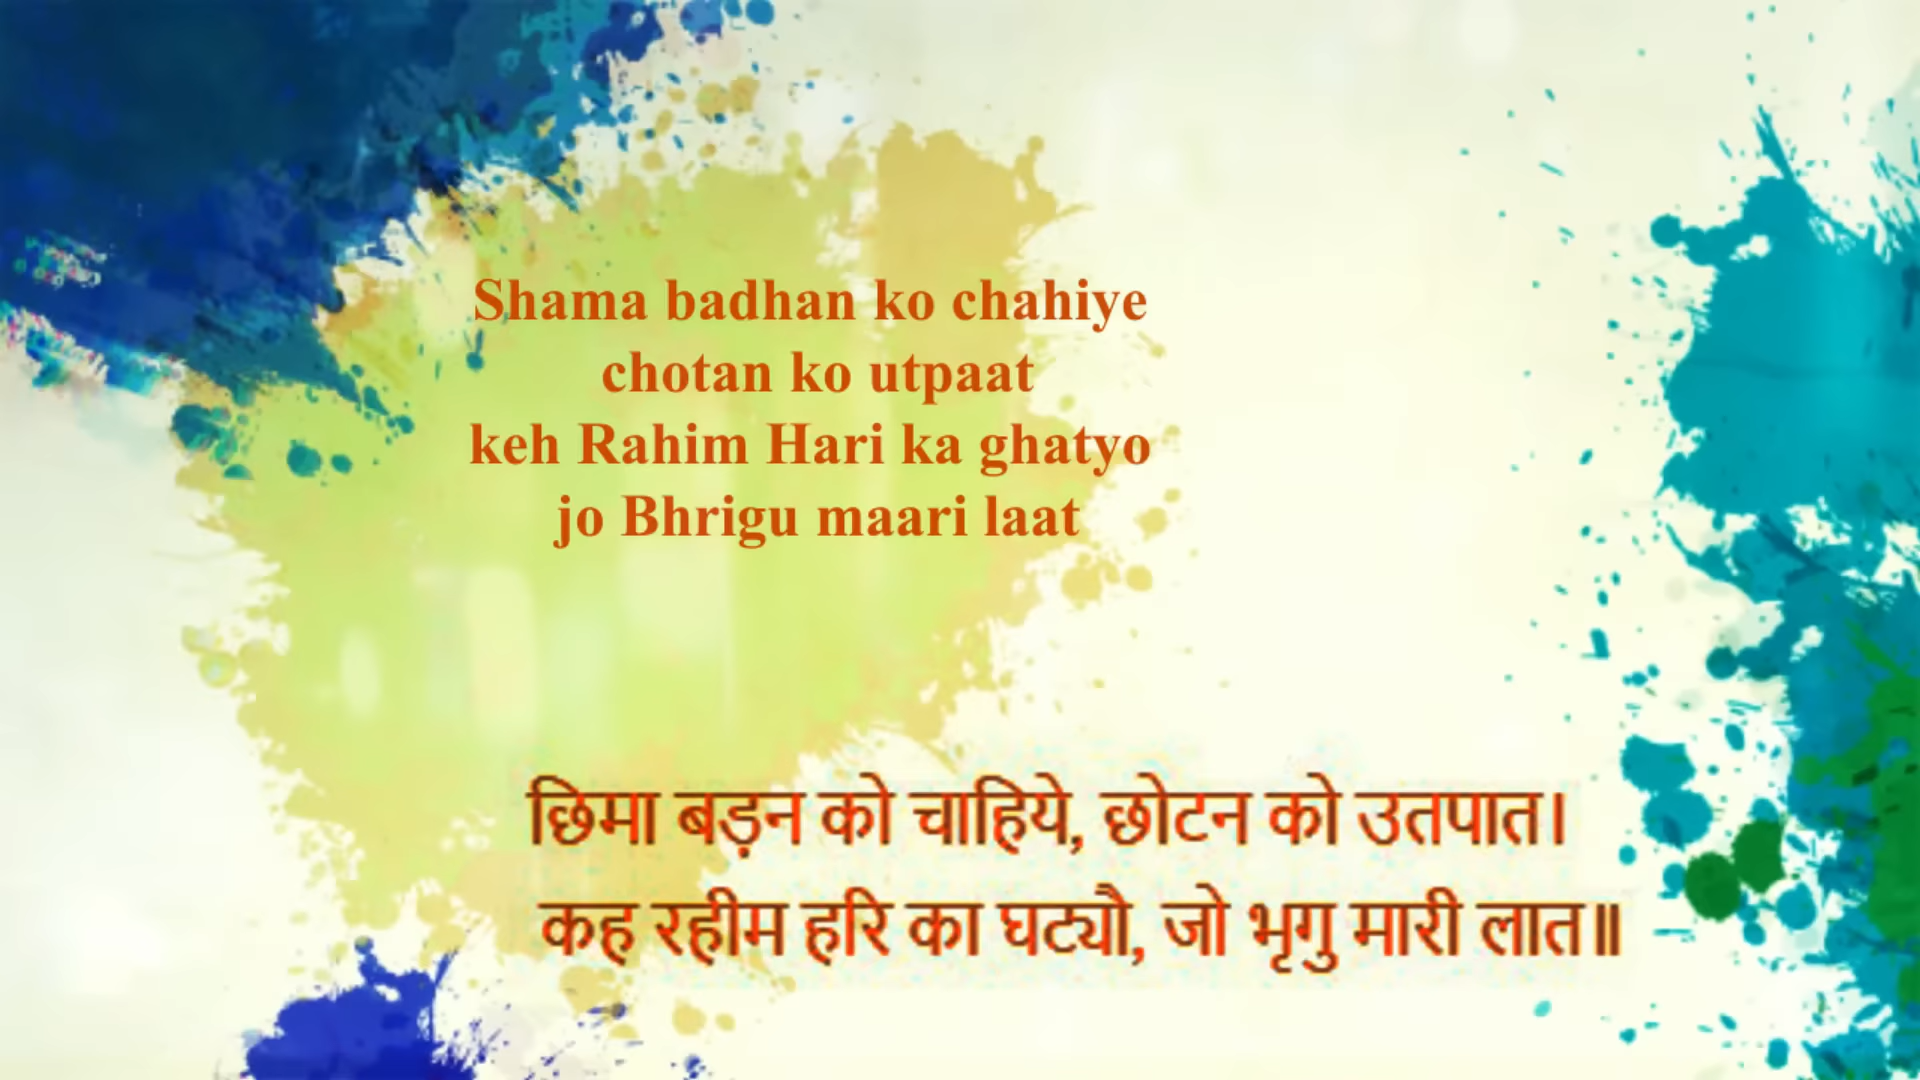 Shama badhan ko chahiye
chotan ko utpaat
keh Rahim Hari ka ghatyo
jo Bhrigu maari laat
छिमा बड़न को चाहिये, छोटन को उतपात।
कह रहीम हरि का घट्यौ, जो भृगु मारी लात॥